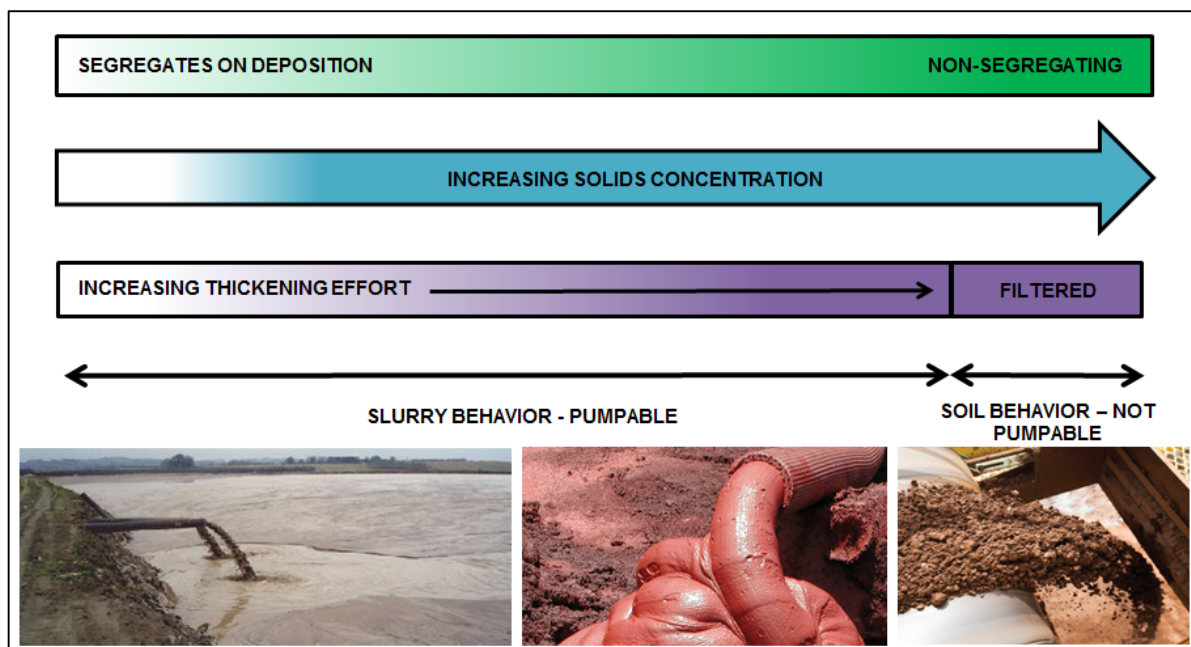 SEGREGATES ON DEPOSITION
NON-SEGREGATING
INCREASING SOLIDS CONCENTRATION
INCREASING THICKENING EFFORT
FILTERED
SLURRY BEHAVIOR - PUMPABLE
SOIL BEHAVIOR – NOT
PUMPABLE